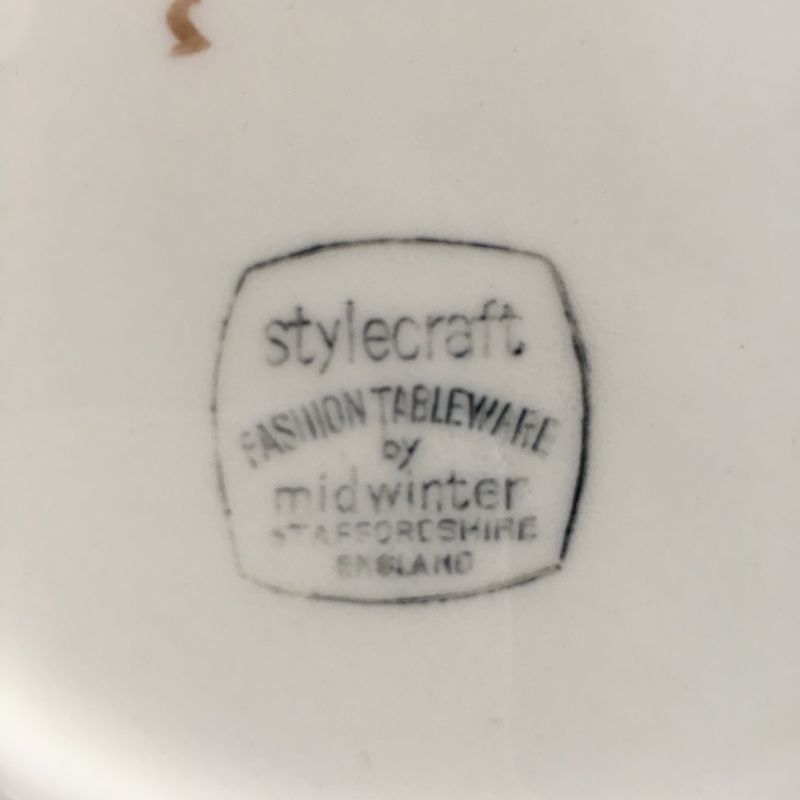 stylecraft
FASHION TABLEWARE
by
midwinter
STAFFORDSHIRE
ENGLAND